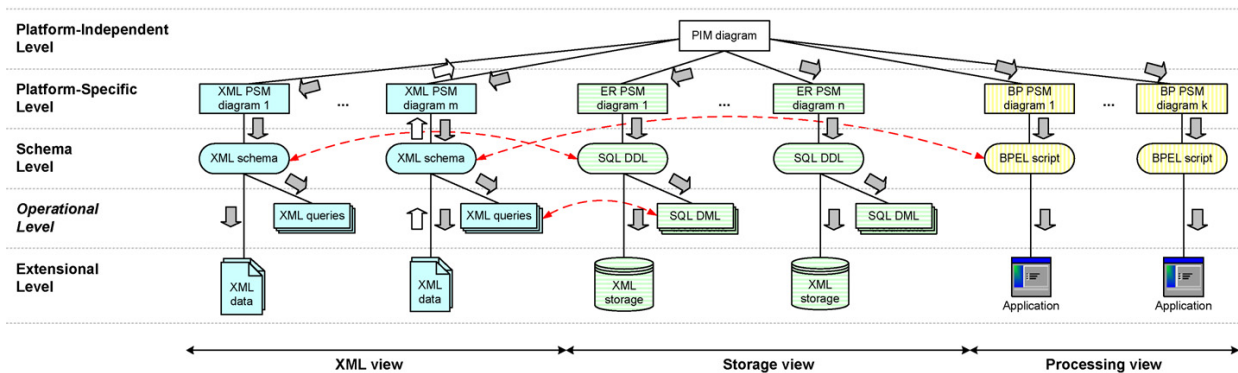 Platform-Independent
Level
PIM diagram
Platform-Specific
Level
XML PSM
diagram 1
...
XML PSM
diagram m
ER PSM
diagram 1
...
ER PSM
diagram n
BP PSM
diagram 1
...
BP PSM
diagram k
Schema
Level
XML schema
XML schema
SQL DDL
SQL DDL
BPEL script
BPEL script
Operational
Level
XML queries
XML queries
SQL DML
SQL DML
Extensional
Level
XML
data
XML
data
XML
storage
XML
storage
Application
Application
XML view
Storage view
Processing view